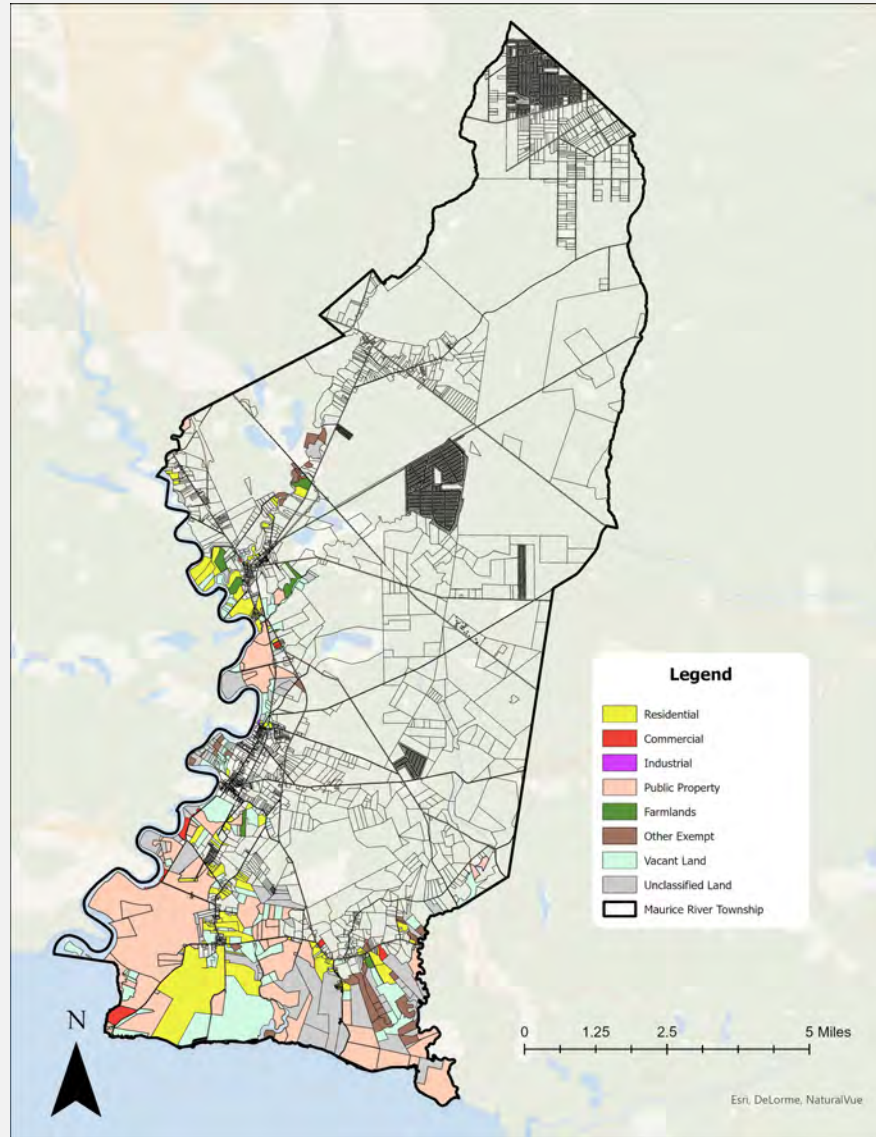 Legend
Residential
Commercial
Industrial
Public Property
Farmlands
Other Exempt
Vacant Land
Unclassified Land
Maurice River Township
N
0 1.25 2.5 5 Miles
Esri, DeLorme, NaturalVue